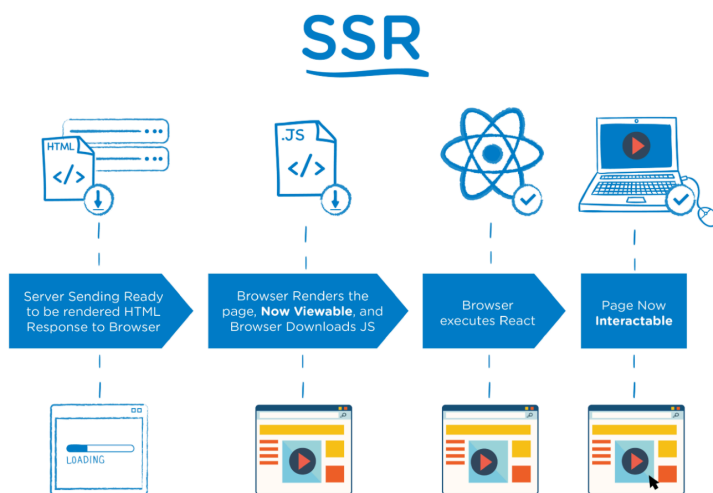 SSR
HTML
</>
.JS
</>
Server Sending Ready
to be rendered HTML
Response to Browser
Browser Renders the
page, Now Viewable, and
Browser Downloads JS
Browser
executes React
Page Now
Interactable
LOADING